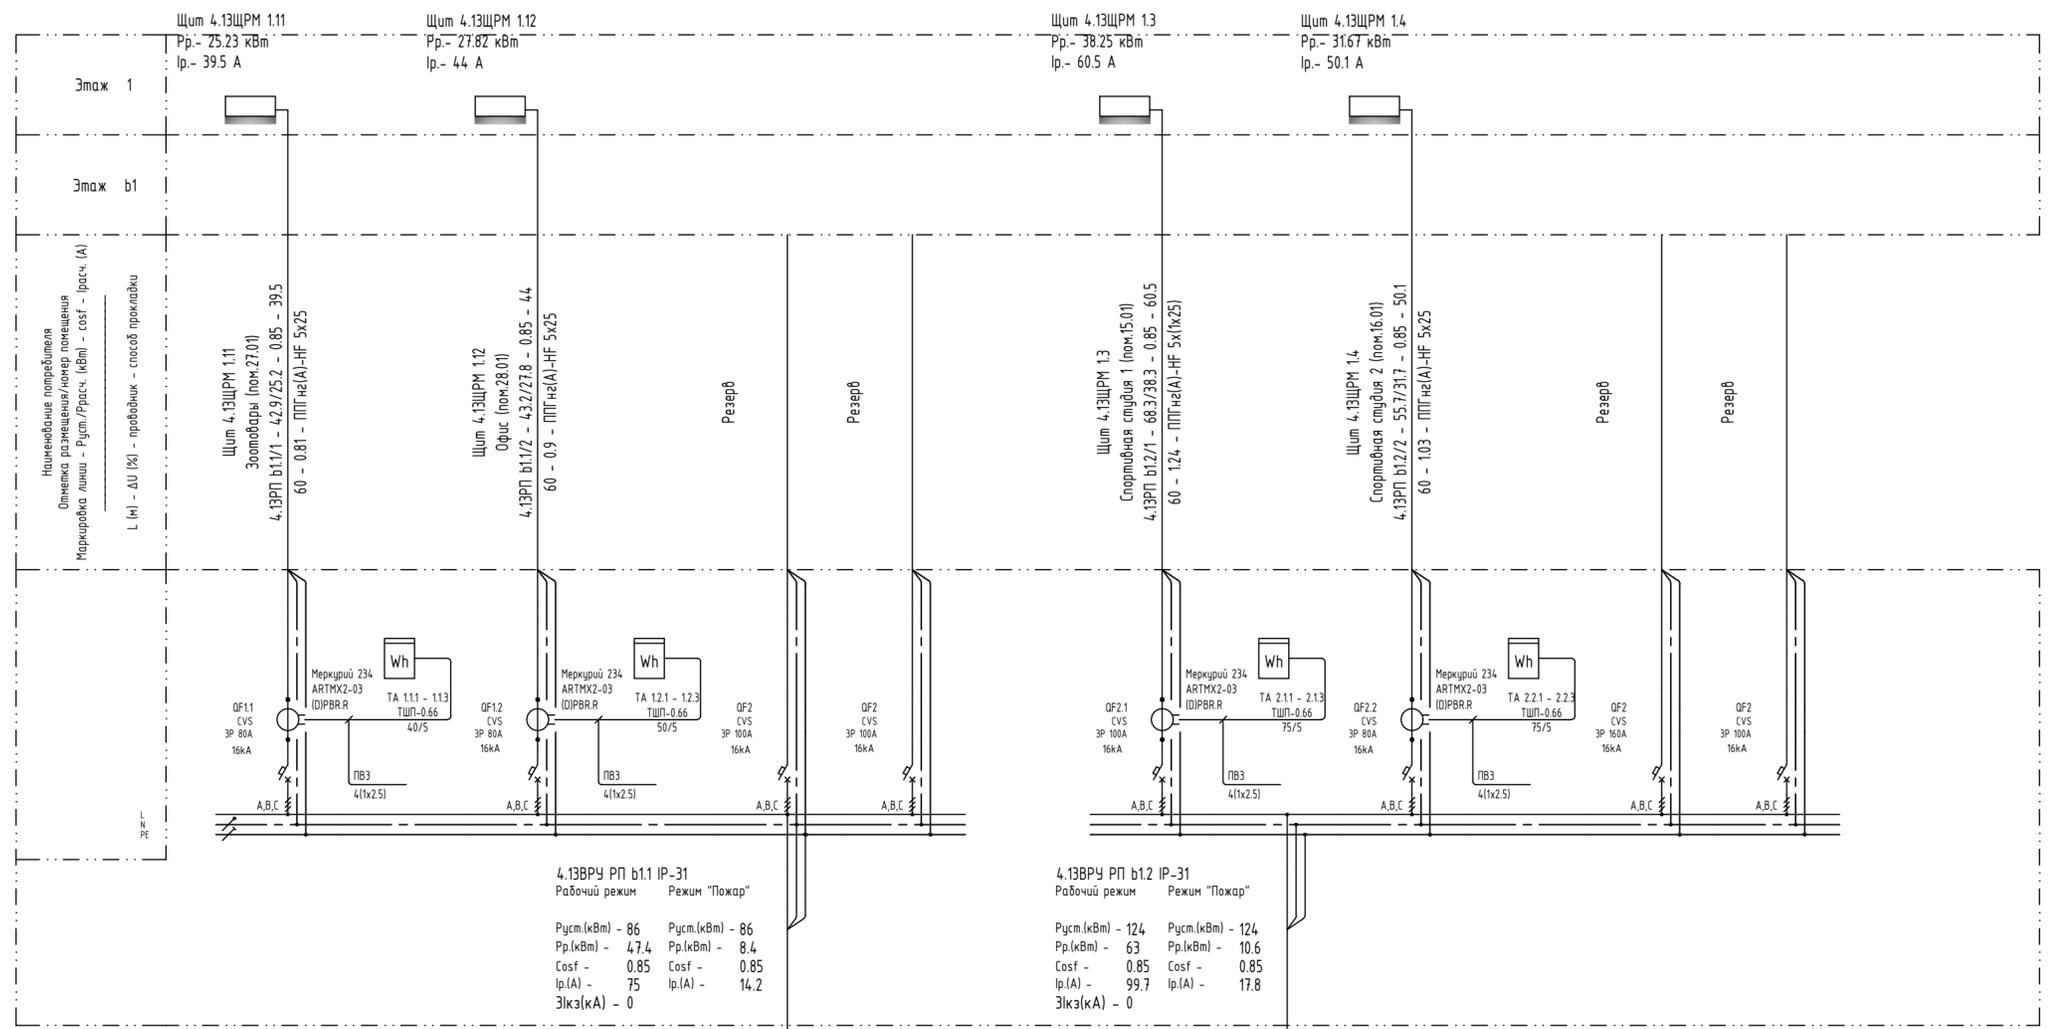 Щит 4.13ЩРМ 1.11
Рр.- 25.23 кВт
Iр.- 39.5 А
Щит 4.13ЩРМ 1.12
Рр.- 27.82 кВт
Iр.- 44 А
Щит 4.13ЩРМ 1.3
Рр.- 38.25 кВт
Iр.- 60.5 А
Щит 4.13ЩРМ 1.4
Рр.- 31.67 кВт
Iр.- 50.1 А
Этаж 1
Этаж b1
Наименование потребителя
Отметка размещения/номер помещения
Маркировка линии - Руст./Ррасч. (кВт) - cosf - Iрасч. (А)
L (м) - ΔU (%) - проводник - способ прокладки
Щит 4.13ЩРМ 1.11
Зоотовары (пом.27.01)
4.13РП b1.1/1 - 42.9/25.2 - 0.85 - 39.5
60 - 0.81 - ППГнг(А)-HF 5x25
Щит 4.13ЩРМ 1.12
Офис (пом.28.01)
4.13РП b1.1/2 - 43.2/27.8 - 0.85 - 44
60 - 0.9 - ППГнг(А)-HF 5x25
Резерв
Резерв
Щит 4.13ЩРМ 1.3
Спортивная студия 1 (пом.15.01)
4.13РП b1.2/1 - 68.3/38.3 - 0.85 - 60.5
60 - 1.24 - ППГнг(А)-HF 5x(1x25)
Щит 4.13ЩРМ 1.4
Спортивная студия 2 (пом.16.01)
4.13РП b1.2/2 - 55.7/31.7 - 0.85 - 50.1
60 - 1.03 - ППГнг(А)-HF 5x25
Резерв
Резерв
QF1.1
CVS
3P 80A
16kA
Меркурий 234
ARTMX2-03
(D)PBR.R
Wh
ТА 1.1.1 - 1.1.3
ТШП-0.66
40/5
ПВ3
4(1x2.5)
A,B,C
QF1.2
CVS
3P 80A
16kA
Меркурий 234
ARTMX2-03
(D)PBR.R
Wh
ТА 1.2.1 - 1.2.3
ТШП-0.66
50/5
ПВ3
4(1x2.5)
A,B,C
QF2
CVS
3P 100A
16kA
A,B,C
QF2
CVS
3P 100A
16kA
A,B,C
QF2.1
CVS
3P 100A
16kA
Меркурий 234
ARTMX2-03
(D)PBR.R
Wh
ТА 2.1.1 - 2.1.3
ТШП-0.66
75/5
ПВ3
4(1x2.5)
A,B,C
QF2.2
CVS
3P 80A
16kA
Меркурий 234
ARTMX2-03
(D)PBR.R
Wh
ТА 2.2.1 - 2.2.3
ТШП-0.66
75/5
ПВ3
4(1x2.5)
A,B,C
QF2
CVS
3P 160A
16kA
A,B,C
QF2
CVS
3P 100A
16kA
A,B,C
L
N
PE
4.13ВРУ РП b1.1 IP-31
Рабочий режим Режим "Пожар"
Руст.(кВт) - 86 Руст.(кВт) - 86
Рр.(кВт) - 47.4 Рр.(кВт) - 8.4
Cosf - 0.85 Cosf - 0.85
Iр.(А) - 75 Iр.(А) - 14.2
3Iкз(кА) - 0
4.13ВРУ РП b1.2 IP-31
Рабочий режим Режим "Пожар"
Руст.(кВт) - 124 Руст.(кВт) - 124
Рр.(кВт) - 63 Рр.(кВт) - 10.6
Cosf - 0.85 Cosf - 0.85
Iр.(А) - 99.7 Iр.(А) - 17.8
3Iкз(кА) - 0